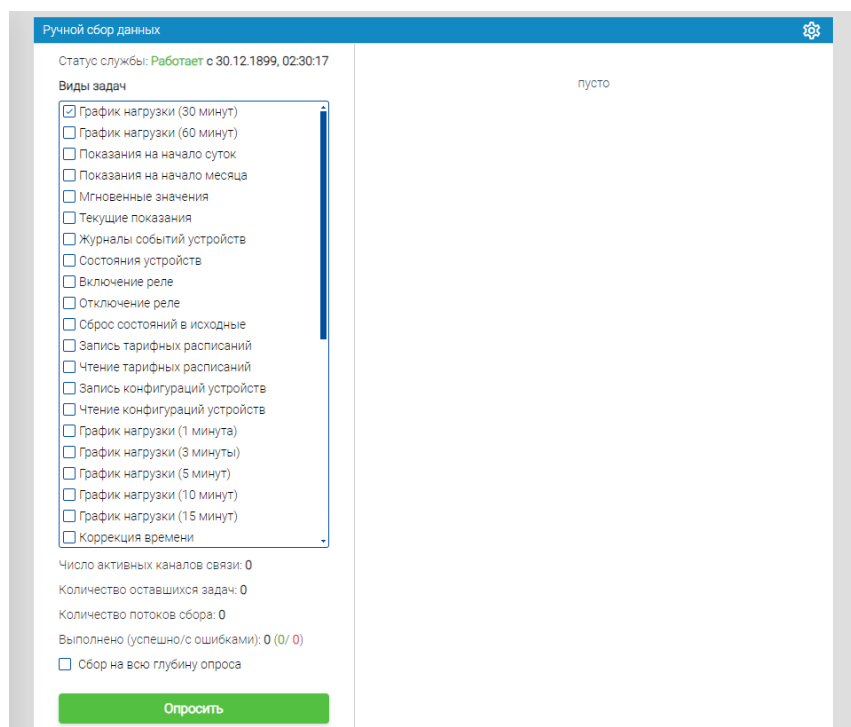 Ручной сбор данных
Статус службы: Работает с 30.12.1899, 02:30:17
Виды задач
График нагрузки (30 минут)
График нагрузки (60 минут)
Показания на начало суток
Показания на начало месяца
Мгновенные значения
Текущие показания
Журналы событий устройств
Состояния устройств
Включение реле
Отключение реле
Сброс состояний в исходные
Запись тарифных расписаний
Чтение тарифных расписаний
Запись конфигураций устройств
Чтение конфигураций устройств
График нагрузки (1 минута)
График нагрузки (3 минуты)
График нагрузки (5 минут)
График нагрузки (10 минут)
График нагрузки (15 минут)
Коррекция времени
Число активных каналов связи: 0
Количество оставшихся задач: 0
Количество потоков сбора: 0
Выполнено (успешно/с ошибками): 0 (0/ 0)
Сбор на всю глубину опроса
Опросить
пусто